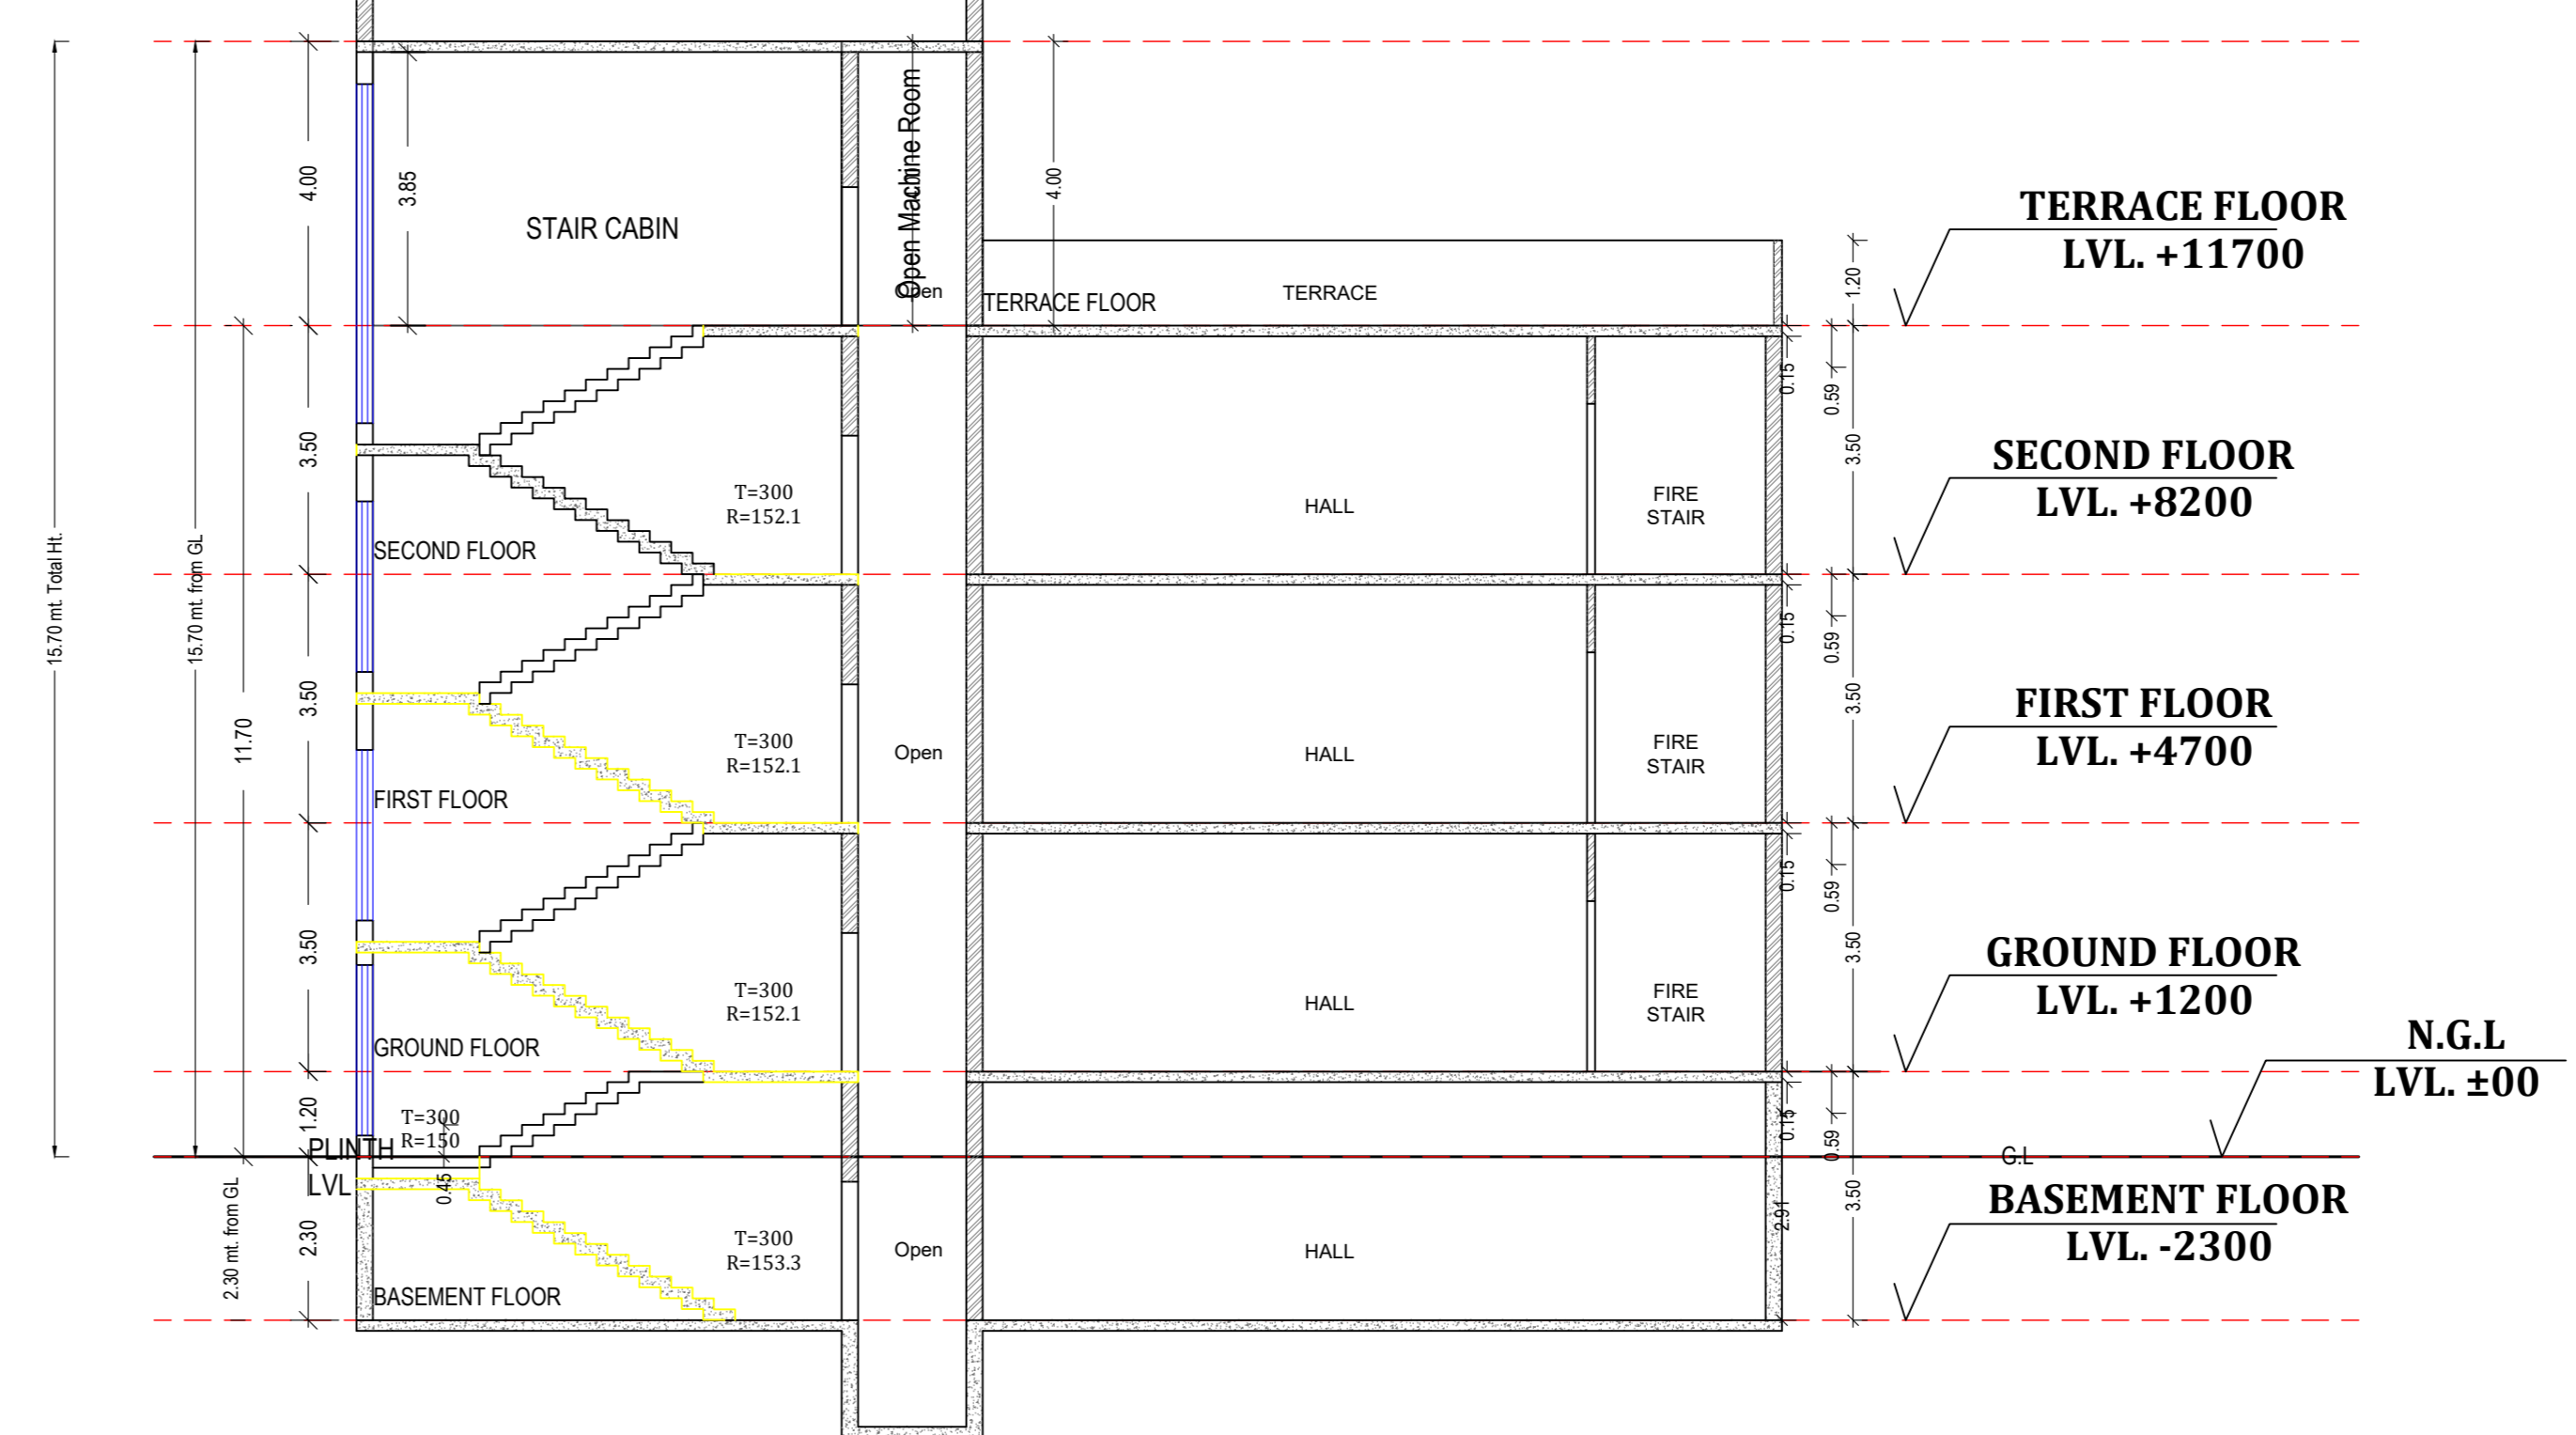 4.00
3.85
STAIR CABIN
Open Machine Room
4.00
TERRACE FLOOR
LVL. +11700
Open
TERRACE FLOOR
TERRACE
1.20
15.70 mt. Total Ht.
15.70 mt. from GL
11.70
3.50
T=300
R=152.1
SECOND FLOOR
HALL
FIRE
STAIR
0.15
0.59
3.50
SECOND FLOOR
LVL. +8200
3.50
T=300
R=152.1
FIRST FLOOR
Open
HALL
FIRE
STAIR
0.15
0.59
3.50
FIRST FLOOR
LVL. +4700
3.50
T=300
R=152.1
GROUND FLOOR
HALL
FIRE
STAIR
0.15
0.59
3.50
GROUND FLOOR
LVL. +1200
N.G.L
LVL. ±00
1.20
T=300
R=150
PLINTH
LVL
0.45
0.15
0.59
G.L
2.30 mt. from GL
2.30
T=300
R=153.3
BASEMENT FLOOR
Open
HALL
2.91
3.50
BASEMENT FLOOR
LVL. -2300